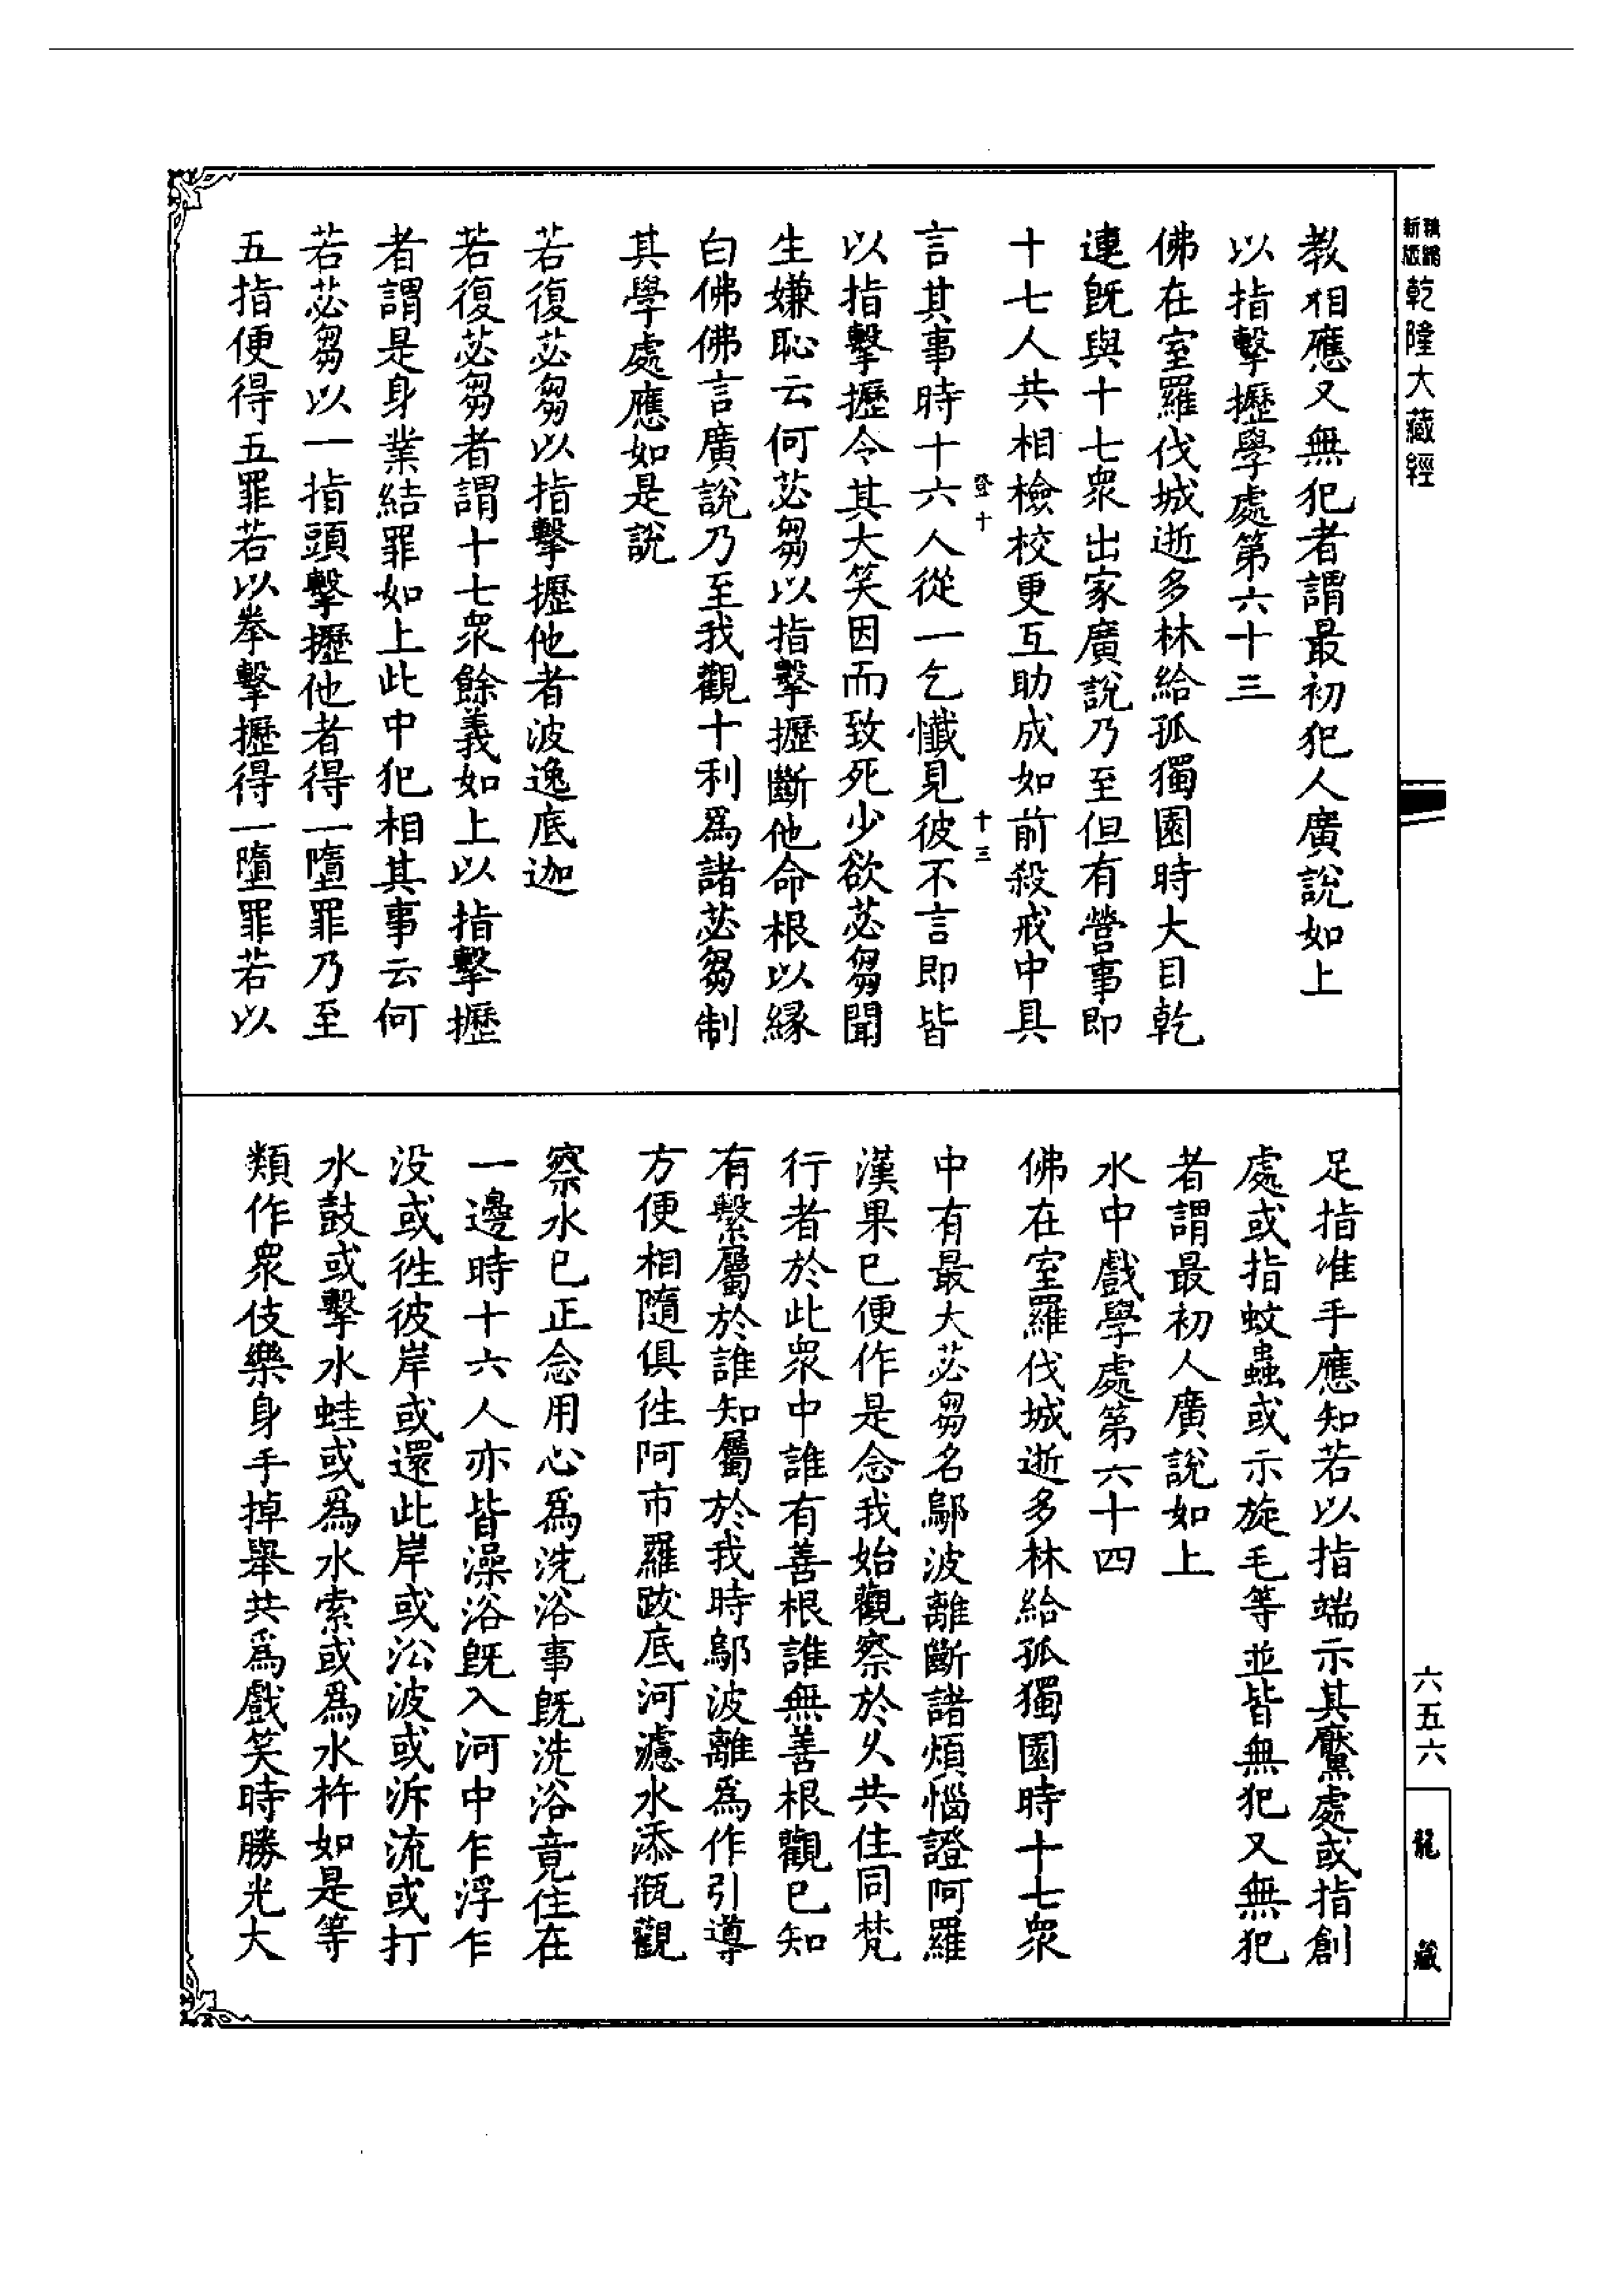 新版
乾隆大藏經
教相應又無犯者謂最初犯人廣說如上
以指擊攊學處第六十三
佛在室羅伐城逝多林給孤獨園時大目乾
連旣與十七衆出家廣說乃至但有營事即
十七人共相檢校更互助成如前殺戒中具
登十
十三
言其事時十六人從一乞懺見彼不言即皆
以指擊攊令其大笑因而致死少欲苾芻聞
生嫌恥云何苾芻以指擊攊斷他命根以緣
白佛佛言廣說乃至我觀十利爲諸苾芻制
其學處應如是說
若復苾芻以指擊攊他者波逸底迦
若復苾芻者謂十七衆餘義如上以指擊攊
者謂是身業結罪如上此中犯相其事云何
若苾芻以一指頭擊攊他者得一墮罪乃至
五指便得五罪若以拳擊攊得一墮罪若以
足指准手應知若以指端示其黶處或指創
處或指蚊蟲或示旋毛等並皆無犯又無犯
者謂最初人廣說如上
水中戲學處第六十四
佛在室羅伐城逝多林給孤獨園時十七衆
中有最大苾芻名鄔波離斷諸煩惱證阿羅
漢果已便作是念我始觀察於久共住同梵
行者於此衆中誰有善根誰無善根觀已知
有繫屬於誰知屬於我時鄔波離爲作引導
方便相隨俱徃阿市羅跋底河濾水添瓶觀
察水已正念用心爲洗浴事旣洗浴竟住在
一邊時十六人亦皆澡浴旣入河中乍浮乍
没或徃彼岸或還此岸或㳂波或泝流或打
水鼓或擊水蛙或爲水索或爲水杵如是等
類作衆伎樂身手掉舉共爲戲笑時勝光大
六五六
龍藏